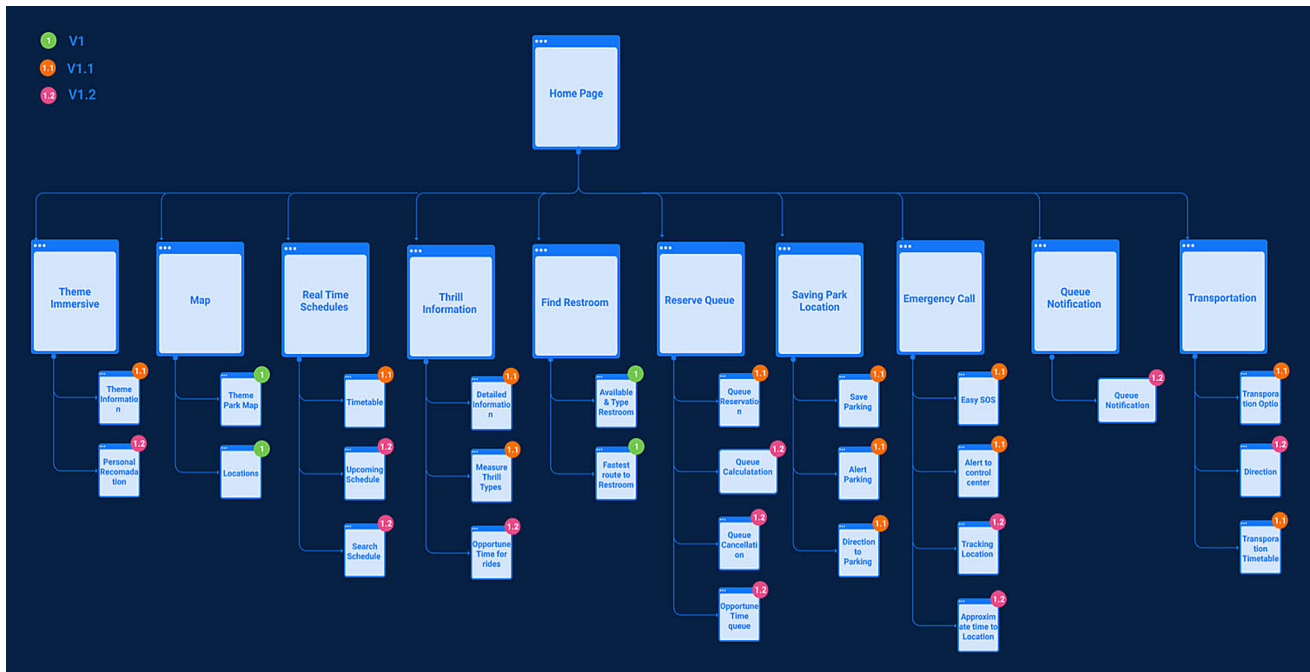 1 V1
1.1 V1.1
1.2 V1.2
Home Page
Theme
Immersive
Map
Real Time
Schedules
Thrill
Information
Find Restroom
Reserve Queue
Saving Park
Location
Emergency Call
Queue
Notification
Transportation
1.1
Theme
Informatio
n
1.2
Personal
Recomada
tion
1
Theme
Park Map
1
Locations
1.1
Timetable
1.2
Upcoming
Schedule
1.2
Search
Schedule
1.1
Detailed
Informatio
n
1.1
Measure
Thrill
Types
1.2
Opportune
Time for
rides
1
Available
& Type
Restroom
1
Fastest
route to
Restroom
1.1
Queue
Reservatio
n
1.2
Queue
Calculatation
1.2
Queue
Cancellati
on
1.2
Opportune
Time
queue
1.1
Save
Parking
1.1
Alert
Parking
1.1
Direction
to
Parking
1.1
Easy SOS
1.1
Alert to
control
center
1.2
Tracking
Location
1.2
Approxim
ate time to
Location
1.2
Queue
Notification
1.1
Transpora
tion Optio
1.2
Direction
1.1
Transpora
tion
Timetable